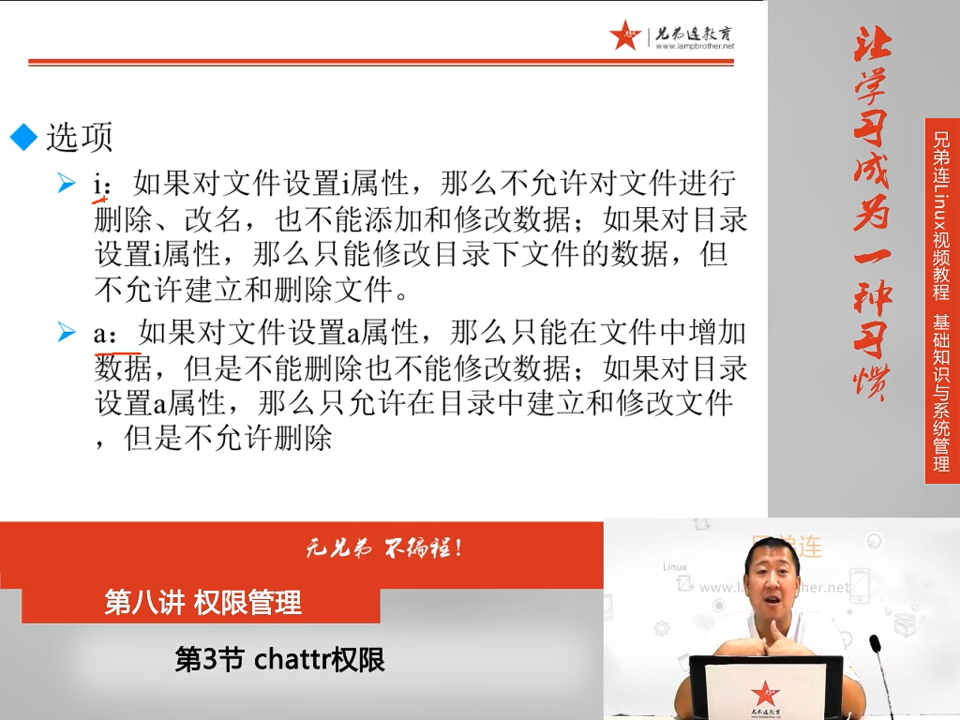 兄弟连教育
www.lampbrother.net
选项
i：如果对文件设置i属性，那么不允许对文件进行
删除、改名，也不能添加和修改数据；如果对目录
设置i属性，那么只能修改目录下文件的数据，但
不允许建立和删除文件。
a：如果对文件设置a属性，那么只能在文件中增加
数据，但是不能删除也不能修改数据；如果对目录
设置a属性，那么只允许在目录中建立和修改文件
，但是不允许删除
让学习成为一种习惯
兄弟连Linux视频教程 基础知识与系统管理
无兄弟 不编程！
第八讲 权限管理
第3节 chattr权限
Linux
兄弟连教育